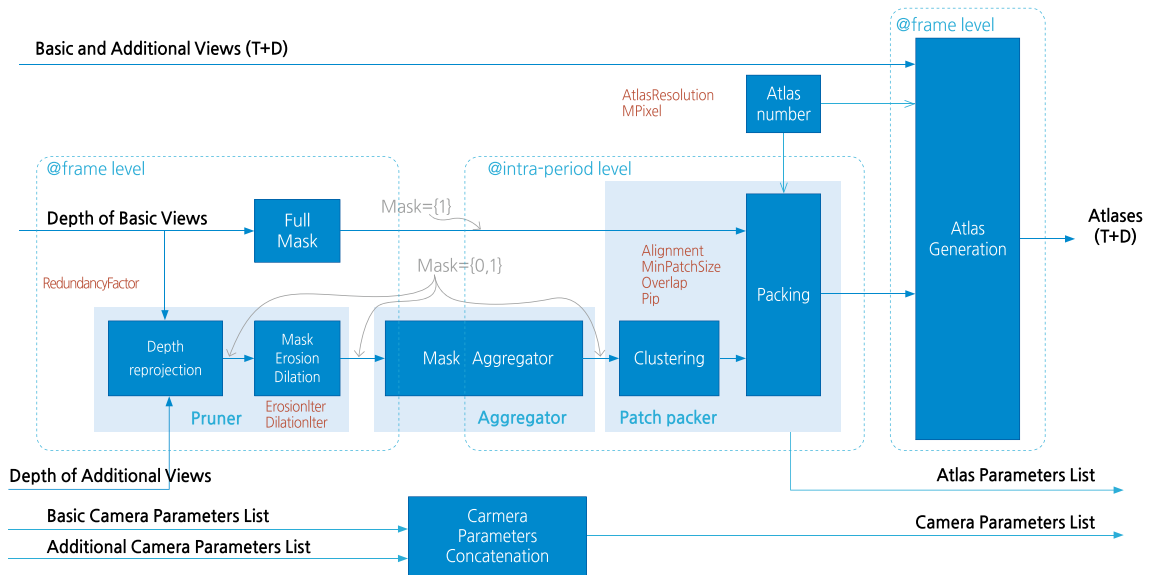 @frame level
Basic and Additional Views (T+D)
AtlasResolution
MPixel
Atlas
number
@frame level
@intra-period level
Depth of Basic Views
Full
Mask
Mask={1}
Atlases
(T+D)
Atlas
Generation
Alignment
MinPatchSize
Overlap
Pip
Mask={0,1}
RedundancyFactor
Packing
Depth
reprojection
Mask
Erosion
Dilation
Mask Aggregator
Clustering
ErosionIter
DilationIter
Pruner
Aggregator
Patch packer
Depth of Additional Views
Atlas Parameters List
Basic Camera Parameters List
Carmera
Parameters
Concatenation
Camera Parameters List
Additional Camera Parameters List